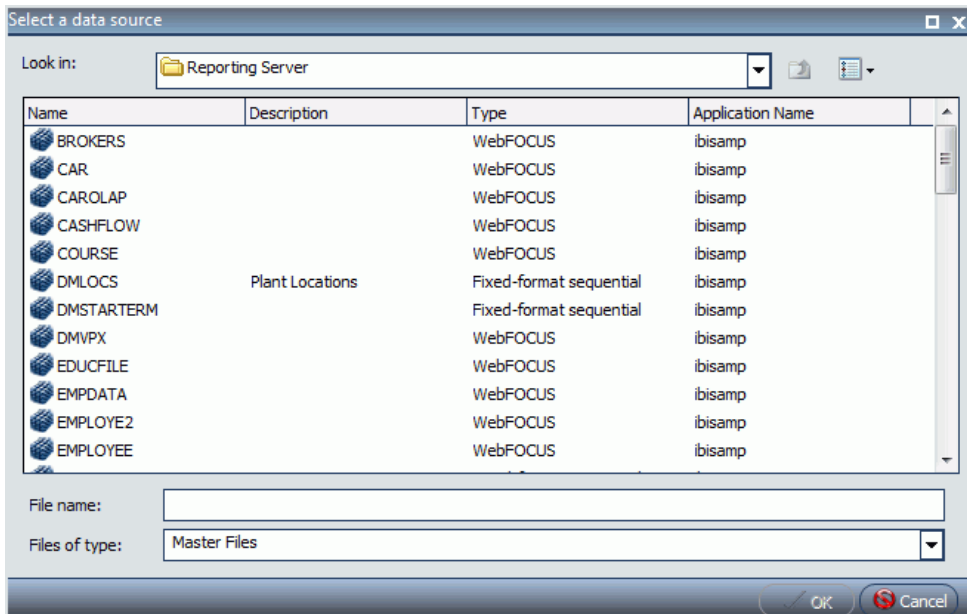 Select a data source
Look in: Reporting Server
Name Description Type Application Name
BROKERS WebFOCUS ibisamp
CAR WebFOCUS ibisamp
CAROLAP WebFOCUS ibisamp
CASHFLOW WebFOCUS ibisamp
COURSE WebFOCUS ibisamp
DMLOCS Plant Locations Fixed-format sequential ibisamp
DMSTARTERM Fixed-format sequential ibisamp
DMVPX WebFOCUS ibisamp
EDUCFILE WebFOCUS ibisamp
EMPDATA WebFOCUS ibisamp
EMPLOYE2 WebFOCUS ibisamp
EMPLOYEE WebFOCUS ibisamp
File name:
Files of type: Master Files
OK Cancel